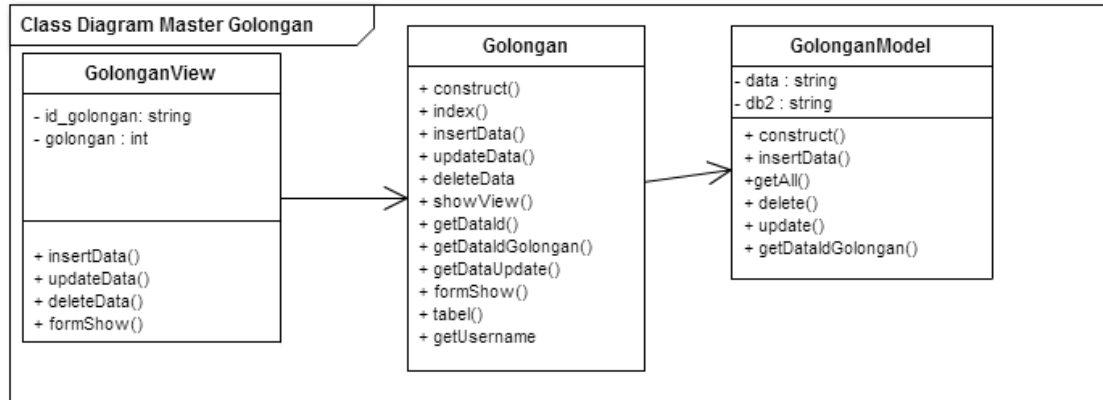 Class Diagram Master Golongan
GolonganView
- id_golongan: string
- golongan : int
+ insertData()
+ updateData()
+ deleteData()
+ formShow()
Golongan
+ construct()
+ index()
+ insertData()
+ updateData()
+ deleteData
+ showView()
+ getDataId()
+ getDataIdGolongan()
+ getDataUpdate()
+ formShow()
+ tabel()
+ getUsername
GolonganModel
- data : string
- db2 : string
+ construct()
+ insertData()
+getAll()
+ delete()
+ update()
+ getDataIdGolongan()